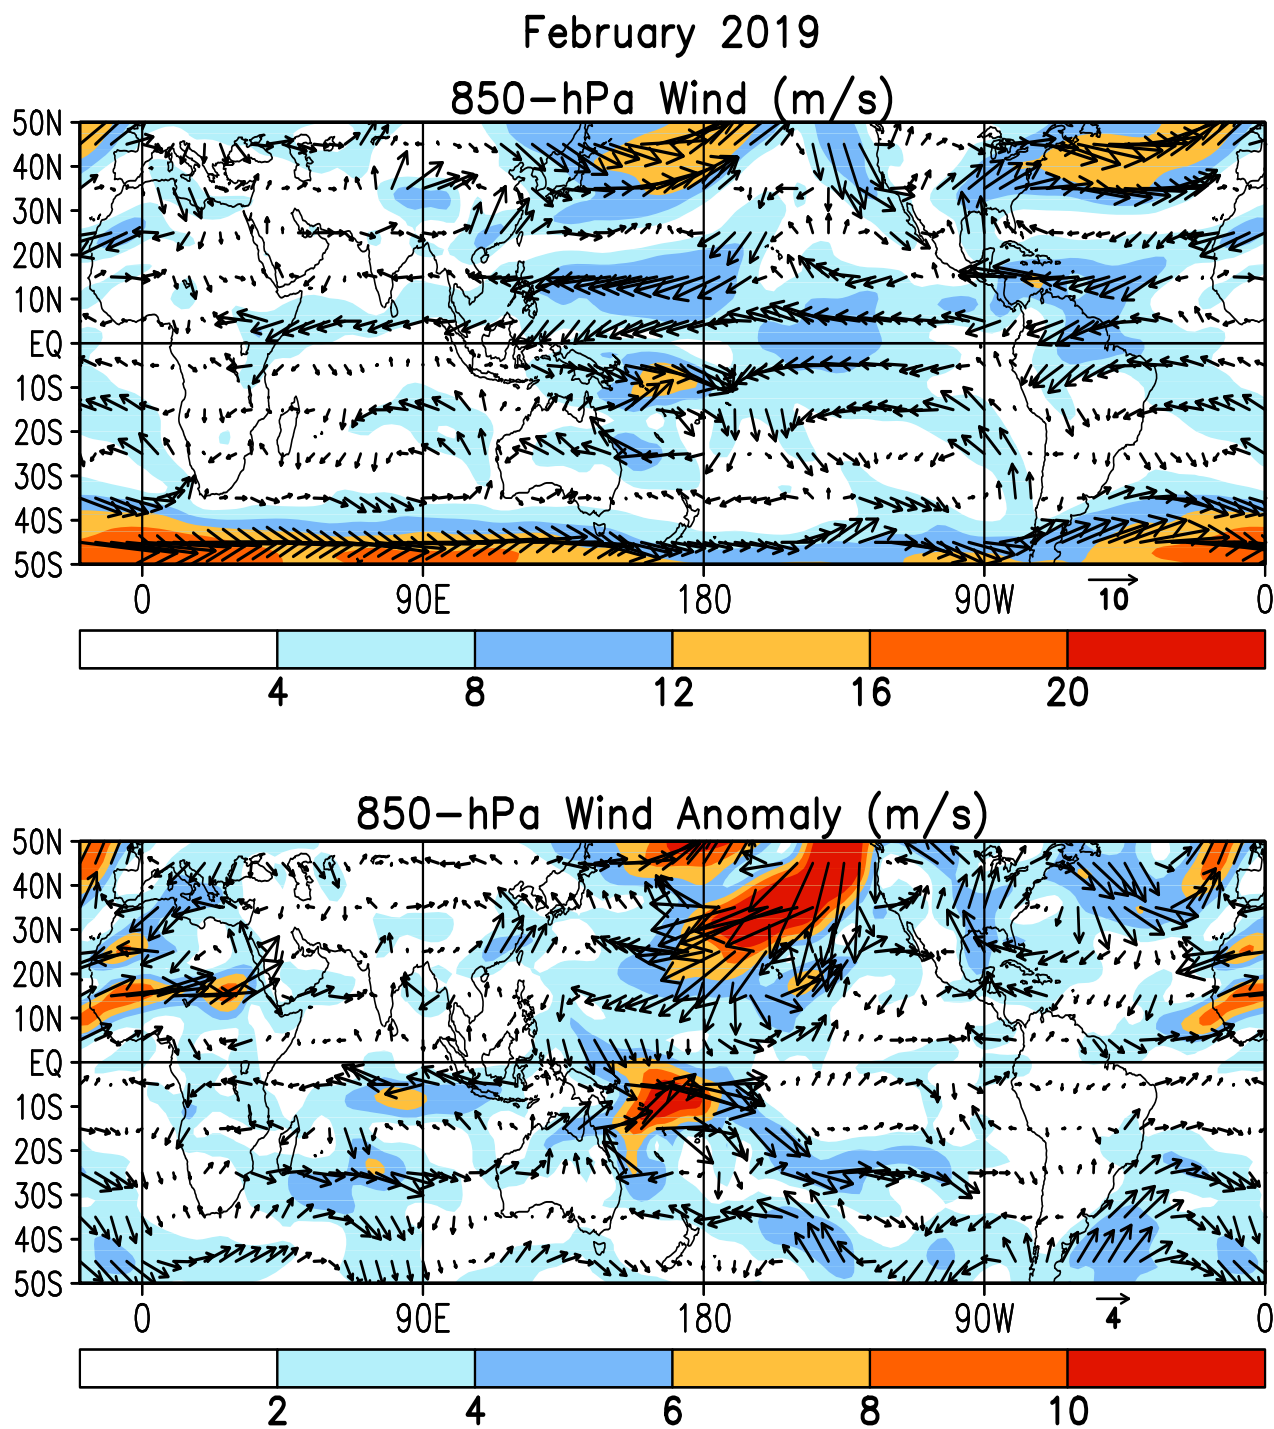 February 2019
850-hPa Wind (m/s)
50N
40N
30N
20N
10N
EQ
10S
20S
30S
40S
50S
0 90E 180 90W 0
10
4 8 12 16 20
850-hPa Wind Anomaly (m/s)
50N
40N
30N
20N
10N
EQ
10S
20S
30S
40S
50S
0 90E 180 90W 0
4
2 4 6 8 10